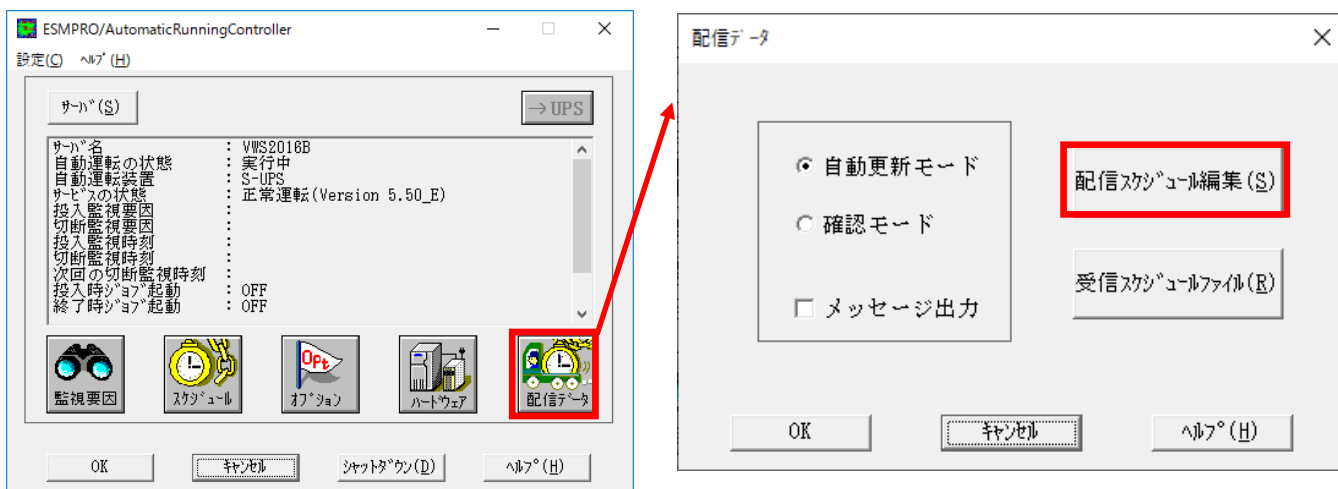 ESMPRO/AutomaticRunningController
設定(C) ﾍﾙﾌﾟ(H)
ｻｰﾊﾞ(S)
→UPS
ｻｰﾊﾞ名 : VWS2016B
自動運転の状態 : 実行中
自動運転装置 : S-UPS
ｻｰﾋﾞｽの状態 : 正常運転(Version 5.50_E)
投入監視要因 :
切断監視要因 :
投入監視時刻 :
切断監視時刻 :
次回の切断監視時刻 :
投入時ｼﾞｮﾌﾞ起動 : OFF
終了時ｼﾞｮﾌﾞ起動 : OFF
監視要因
ｽｹｼﾞｭｰﾙ
Opt
ｵﾌﾟｼｮﾝ
ﾊｰﾄﾞｳｪｱ
配信ﾃﾞｰﾀ
OK
ｷｬﾝｾﾙ
ｼｬｯﾄﾀﾞｳﾝ(D)
ﾍﾙﾌﾟ(H)
配信ﾃﾞｰﾀ
自動更新モード
確認モード
メッセージ出力
配信ｽｹｼﾞｭｰﾙ編集(S)
受信ｽｹｼﾞｭｰﾙﾌｧｲﾙ(R)
OK
ｷｬﾝｾﾙ
ﾍﾙﾌﾟ(H)